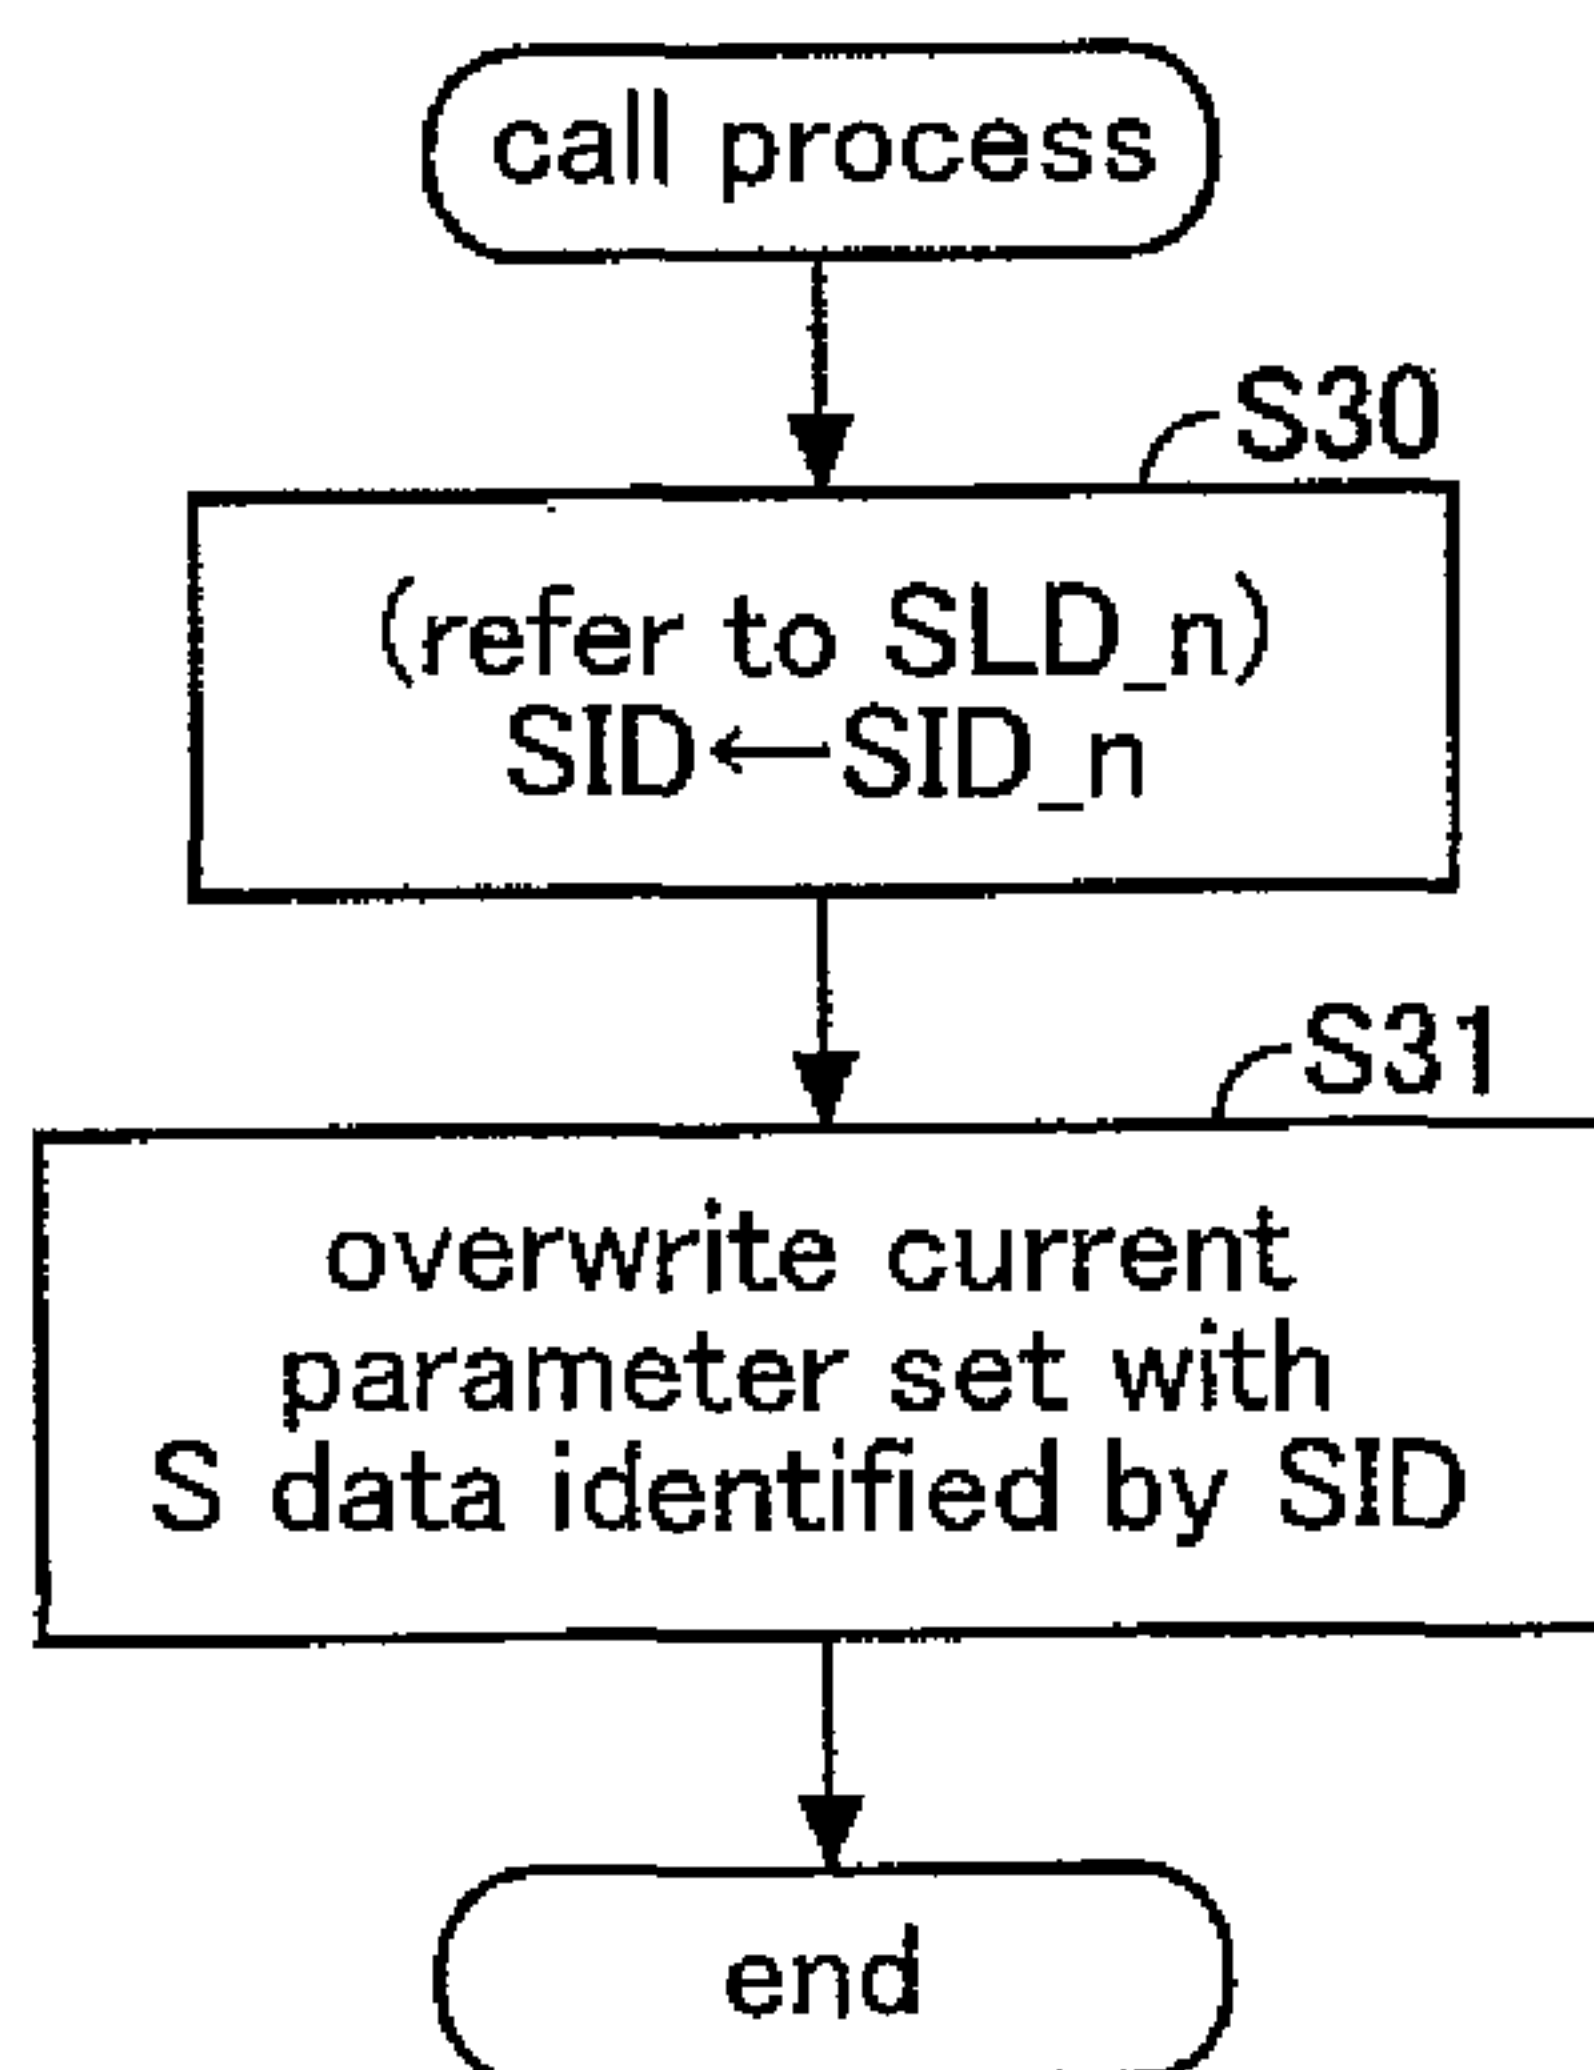 call process
S30
(refer to SLD_n)
SID←SID_n
S31
overwrite current
parameter set with
S data identified by SID
end